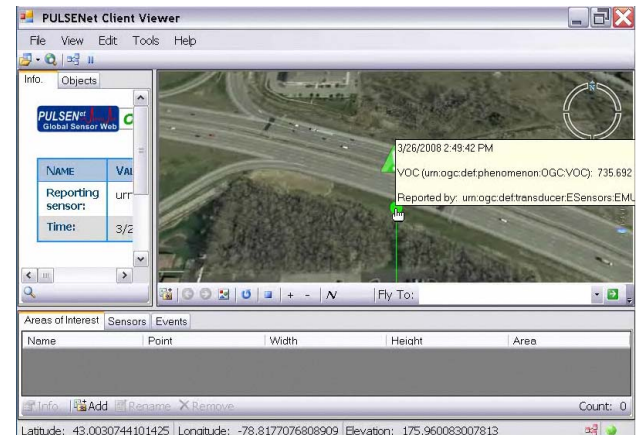 PULSENet Client Viewer
File View Edit Tools Help
Info. Objects
PULSENet
Global Sensor Web
NAME VAL
Reporting sensor: urn
Time: 3/2
3/26/2008 2:49:42 PM
VOC (urn:ogc:def:phenomenon:OGC:VOC): 735.692
Reported by: urn:ogc:def:transducer:ESensors:EMU
N
Fly To:
Areas of Interest Sensors Events
Name Point Width Height Area
Info. Add Rename Remove Count: 0
Latitude: 43.0030744101425 Longitude: -78.8177076808909 Elevation: 175.960083007813